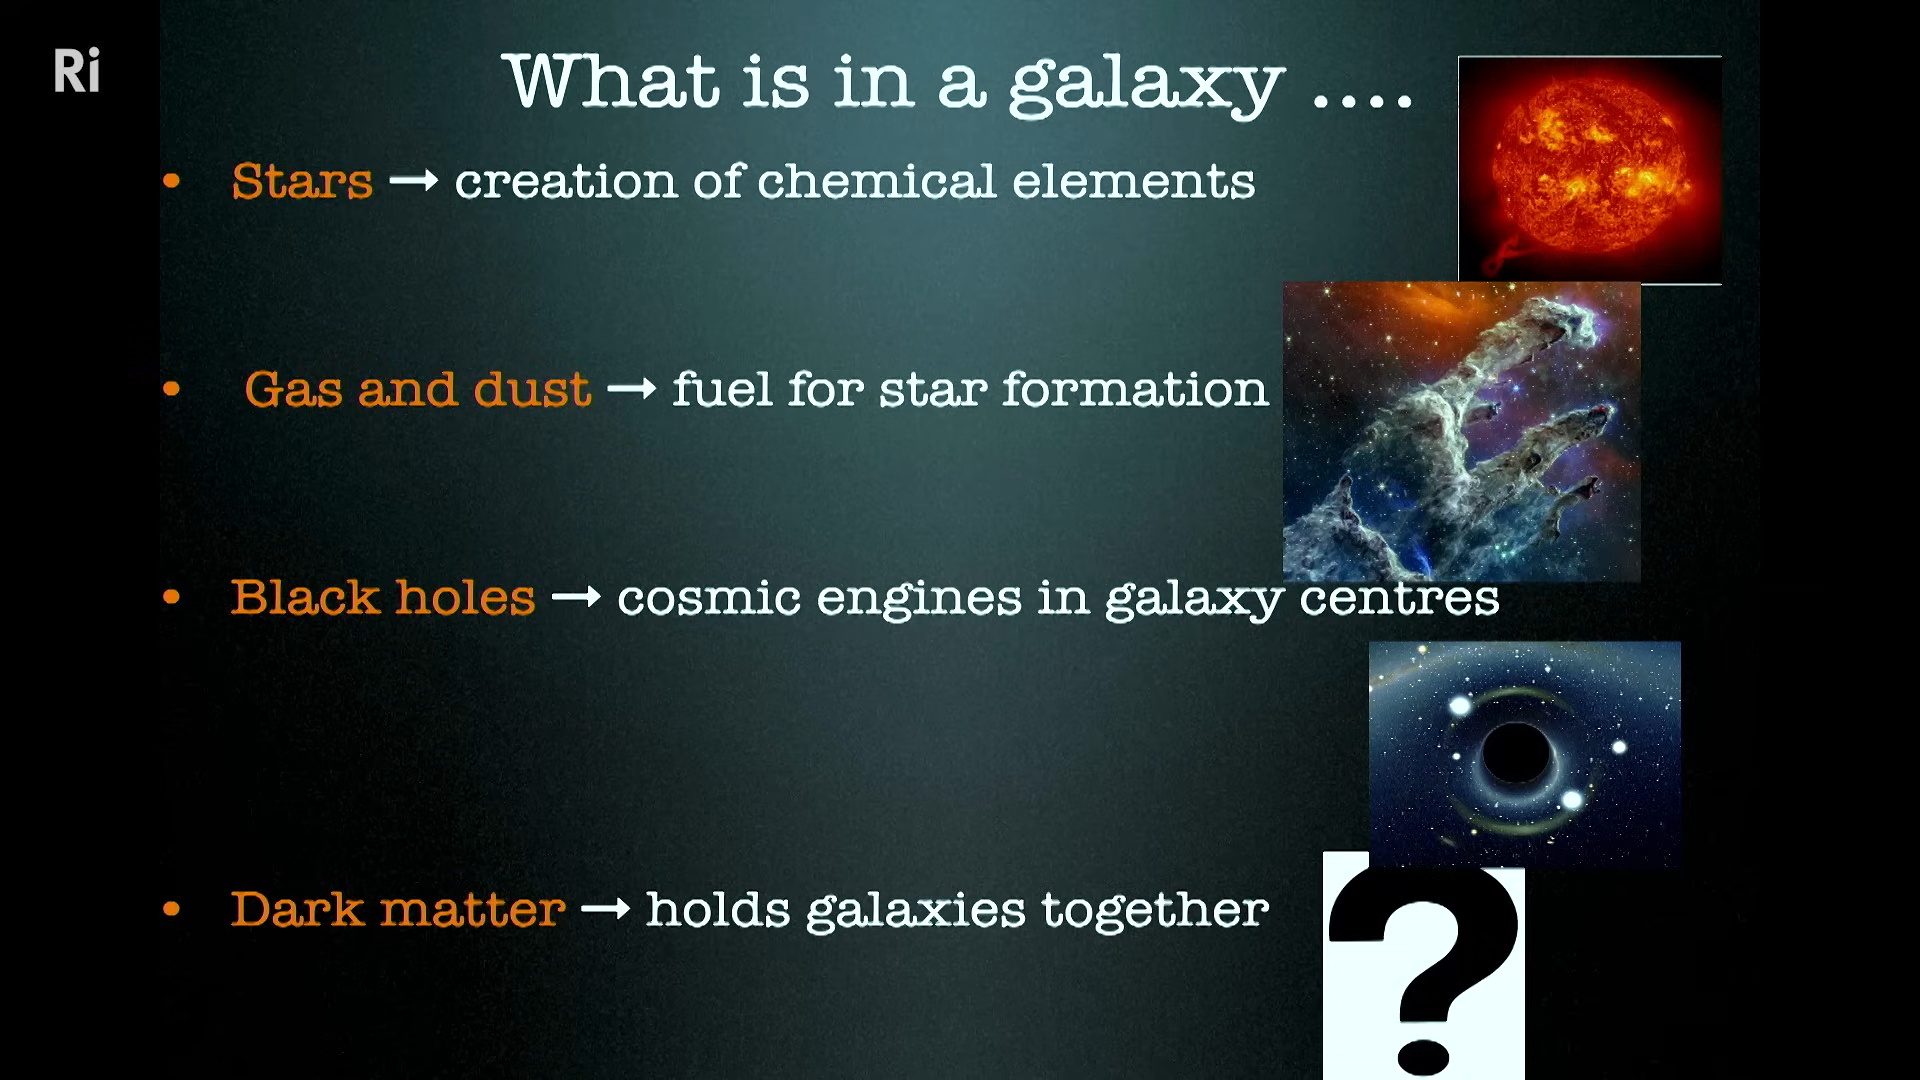 Ri
What is in a galaxy ....
• Stars → creation of chemical elements
• Gas and dust → fuel for star formation
• Black holes → cosmic engines in galaxy centres
• Dark matter → holds galaxies together
?